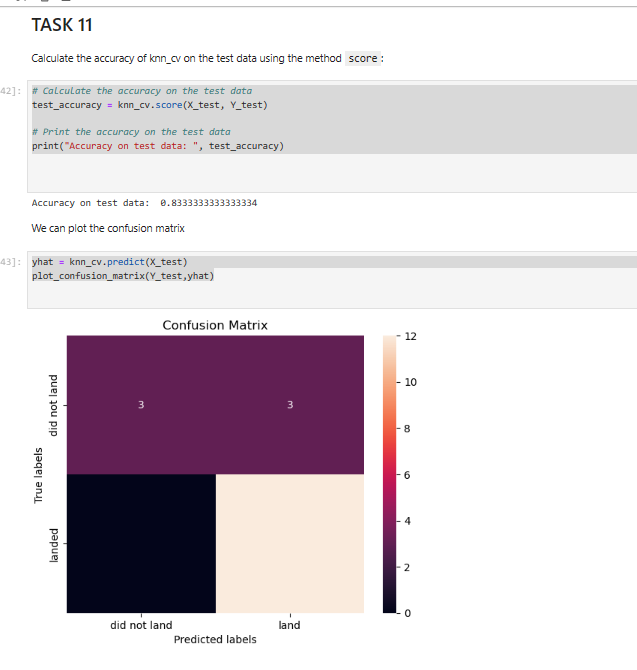 TASK 11
Calculate the accuracy of knn_cv on the test data using the method score :
42]:
# Calculate the accuracy on the test data
test_accuracy = knn_cv.score(X_test, Y_test)
# Print the accuracy on the test data
print("Accuracy on test data: ", test_accuracy)
Accuracy on test data:  0.8333333333333334
We can plot the confusion matrix
43]:
yhat = knn_cv.predict(X_test)
plot_confusion_matrix(Y_test,yhat)
Confusion Matrix
3 3
did not land
landed
True labels
did not land land
Predicted labels
12
10
8
6
4
2
0